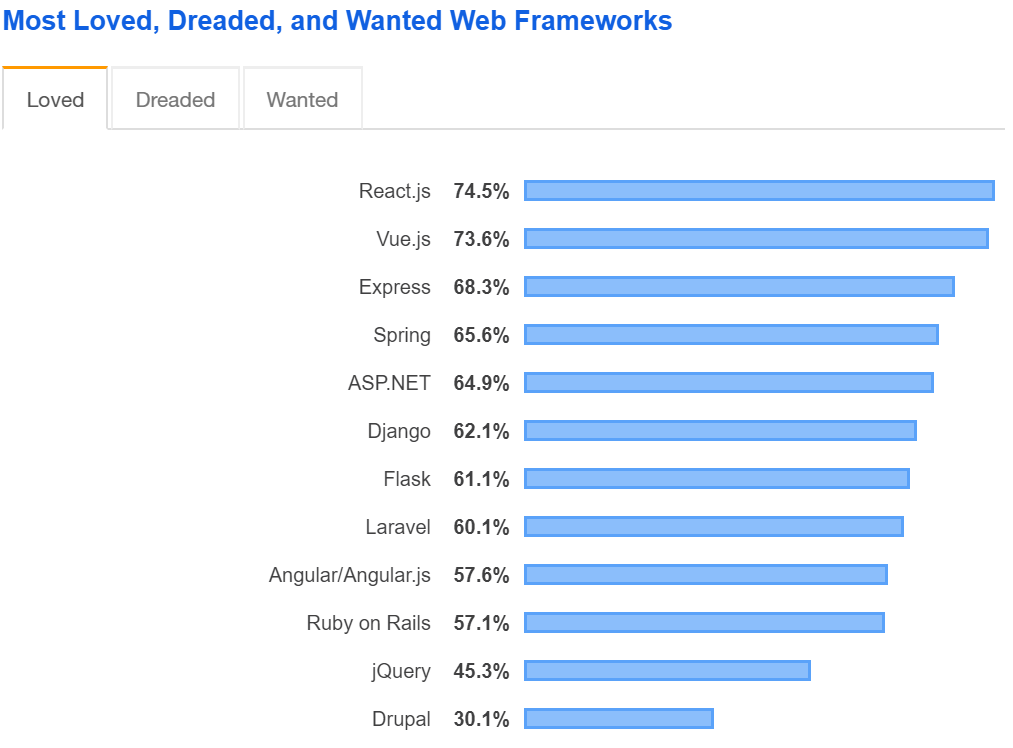 Most Loved, Dreaded, and Wanted Web Frameworks
Loved Dreaded Wanted
React.js 74.5%
Vue.js 73.6%
Express 68.3%
Spring 65.6%
ASP.NET 64.9%
Django 62.1%
Flask 61.1%
Laravel 60.1%
Angular/Angular.js 57.6%
Ruby on Rails 57.1%
jQuery 45.3%
Drupal 30.1%